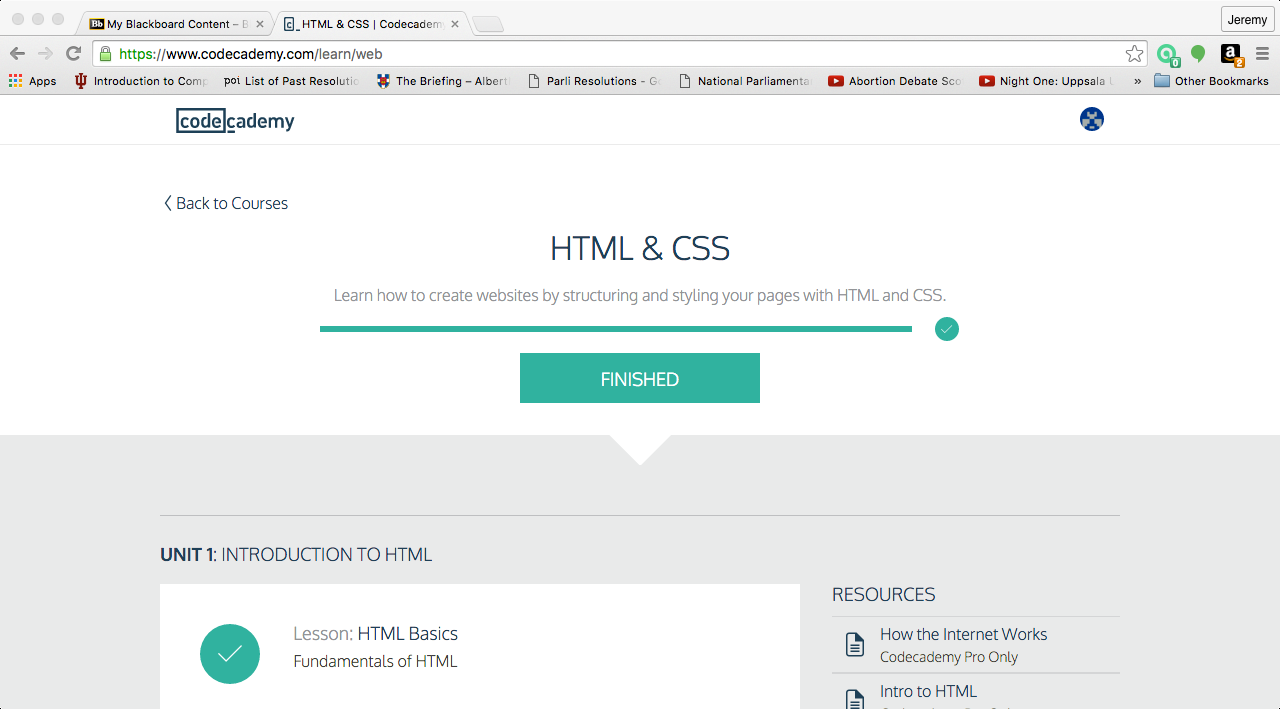 Jeremy
Bb My Blackboard Content – B
c_ HTML & CSS | Codecadem
https://www.codecademy.com/learn/web
0
a 2
Apps Introduction to Comp poi List of Past Resolutio The Briefing – Albert Parli Resolutions - Go National Parliamenta Abortion Debate Sco Night One: Uppsala U » Other Bookmarks
codecademy
Back to Courses
HTML & CSS
Learn how to create websites by structuring and styling your pages with HTML and CSS.
FINISHED
UNIT 1: INTRODUCTION TO HTML
RESOURCES
Lesson: HTML Basics
Fundamentals of HTML
How the Internet Works
Codecademy Pro Only
Intro to HTML